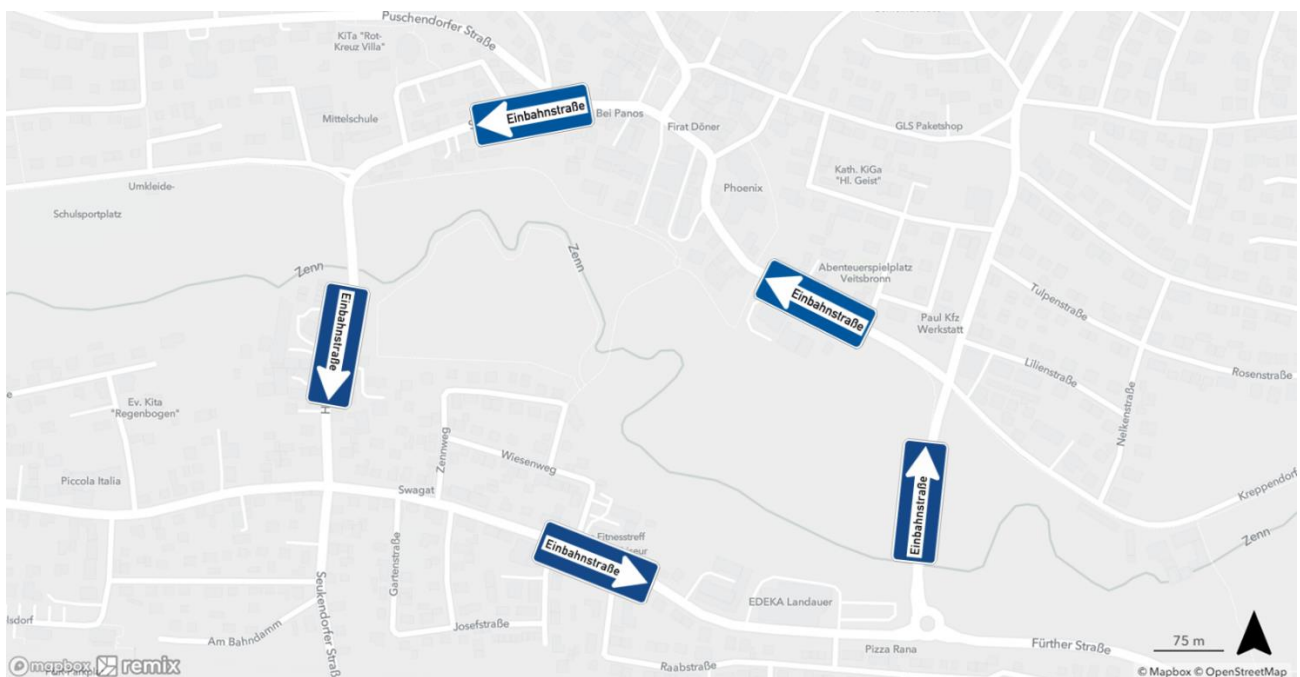 Puschendorfer Straße
KiTa "Rot-
Kreuz Villa"
Einbahnstraße
Bei Panos
Mittelschule
Firat Döner
GLS Paketshop
Umkleide-
Phoenix
Kath. KiGa
"Hl. Geist"
Schulsportplatz
Zenn
Zenn
Abenteuerspielplatz
Veitsbronn
Einbahnstraße
Tulpenstraße
Einbahnstraße
Paul Kfz
Werkstatt
Lilienstraße
Rosenstraße
Ev. Kita
"Regenbogen"
H
Nelkenstraße
Zennweg
Wiesenweg
Piccola Italia
Swagat
Einbahnstraße
Kreppendorf
Fitnesstreff
Einbahnstraße
Zenn
Gartenstraße
Seukendorfer Straß
EDEKA Landauer
Josefstraße
elsdorf
Am Bahndamm
Fürther Straße
75 m
Pizza Rana
Raabstraße
mapbox remix
© Mapbox © OpenStreetMap